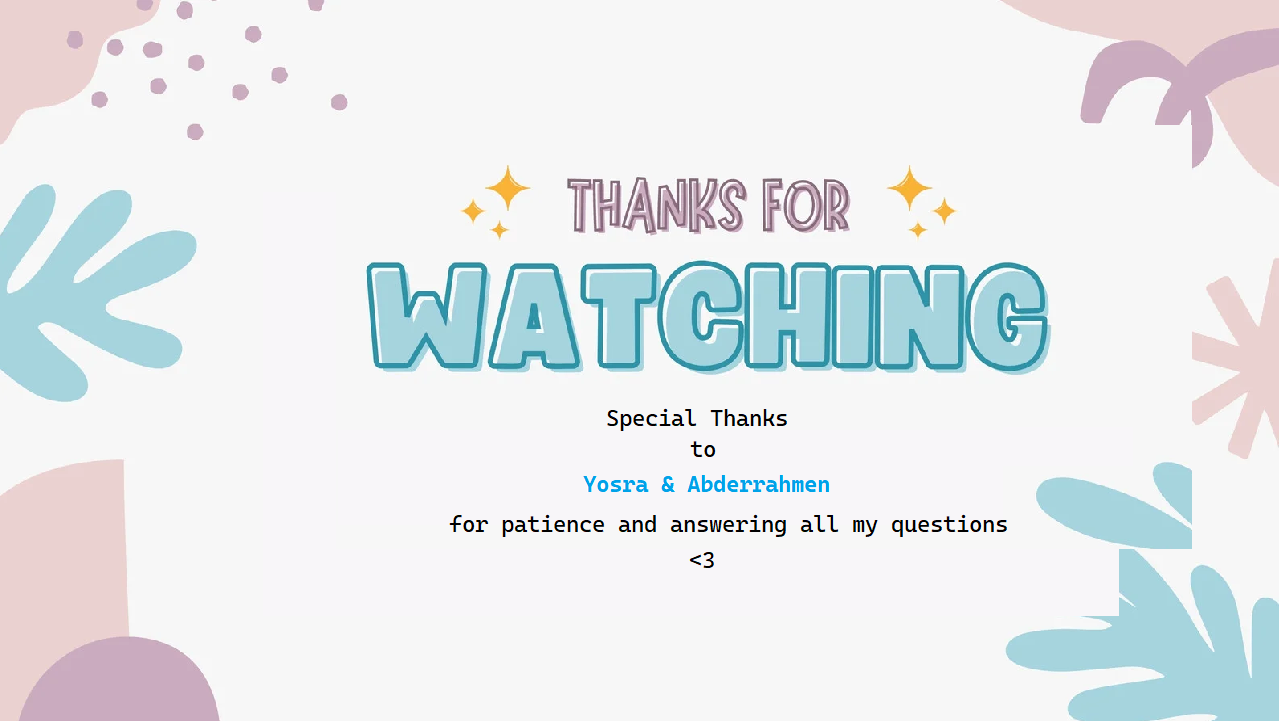 THANKS FOR
WATCHING
Special Thanks
to
Yosra & Abderrahmen
for patience and answering all my questions
<3